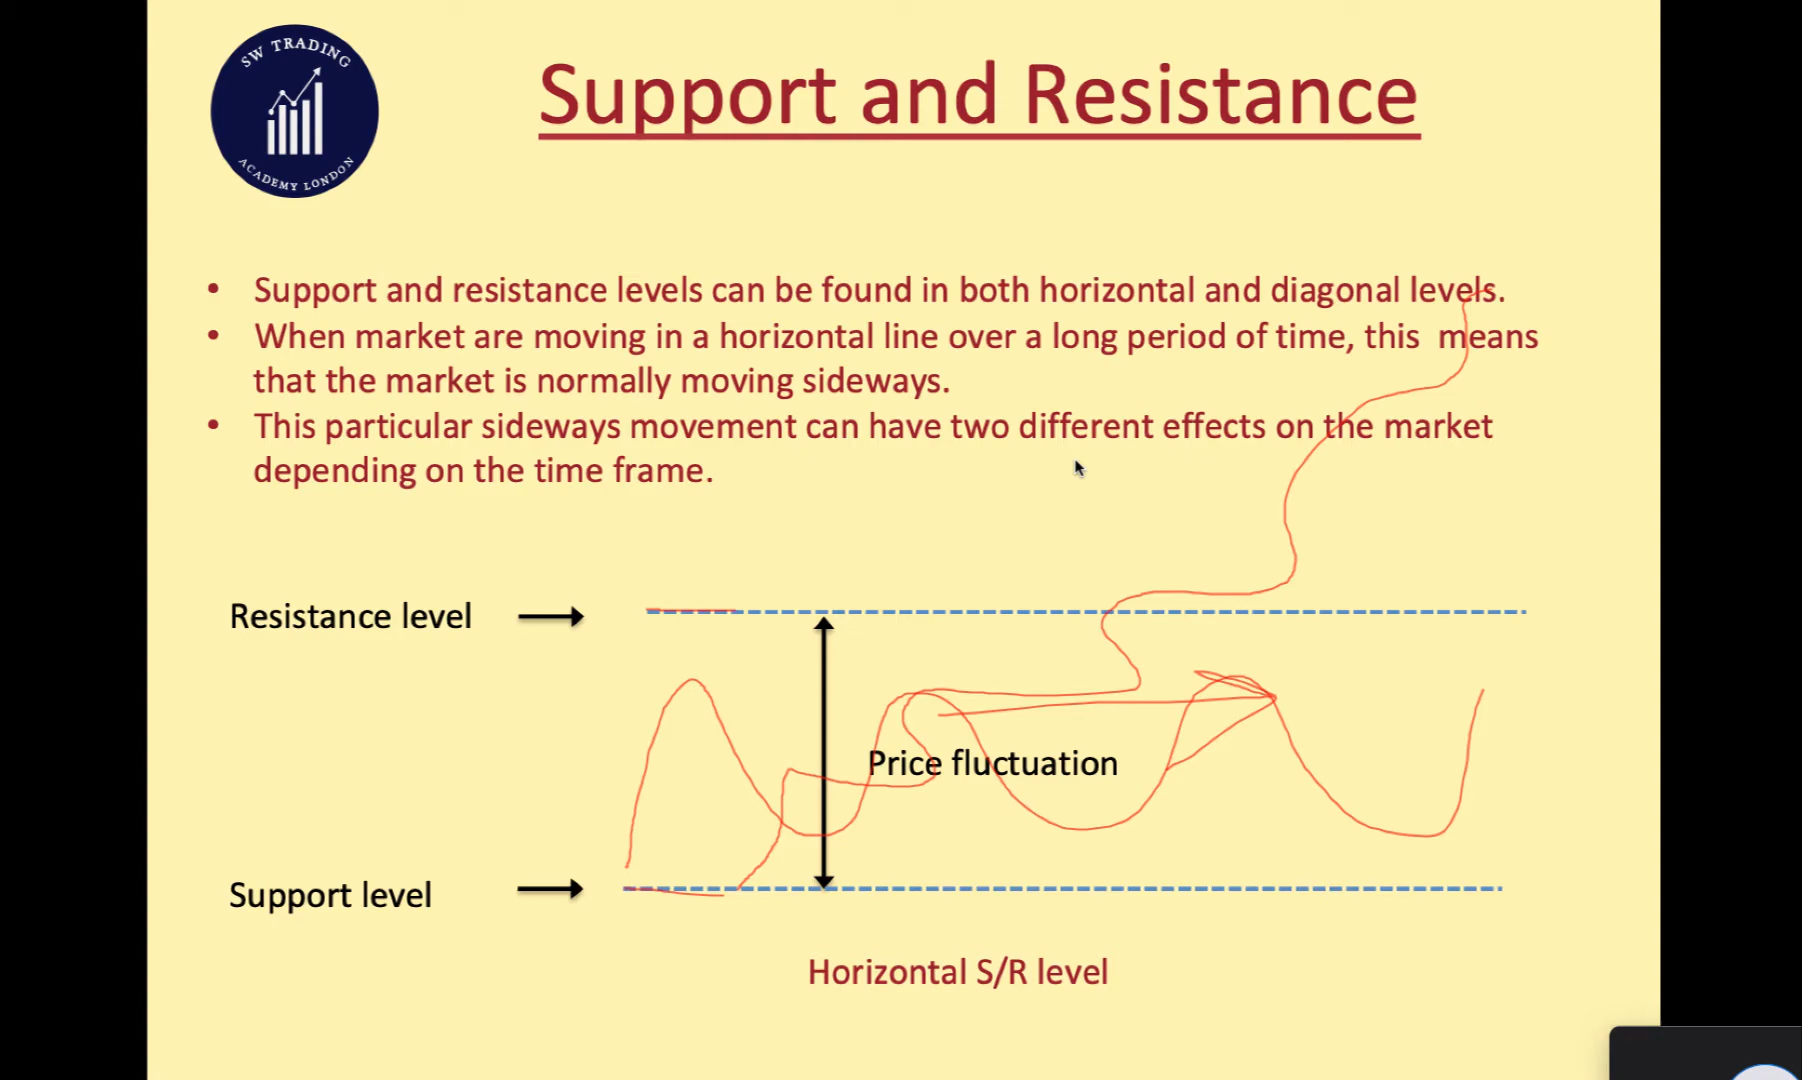 SW TRADING
ACADEMY LONDON
Support and Resistance
• Support and resistance levels can be found in both horizontal and diagonal levels.
• When market are moving in a horizontal line over a long period of time, this means
that the market is normally moving sideways.
• This particular sideways movement can have two different effects on the market
depending on the time frame.
Resistance level
Price fluctuation
Support level
Horizontal S/R level